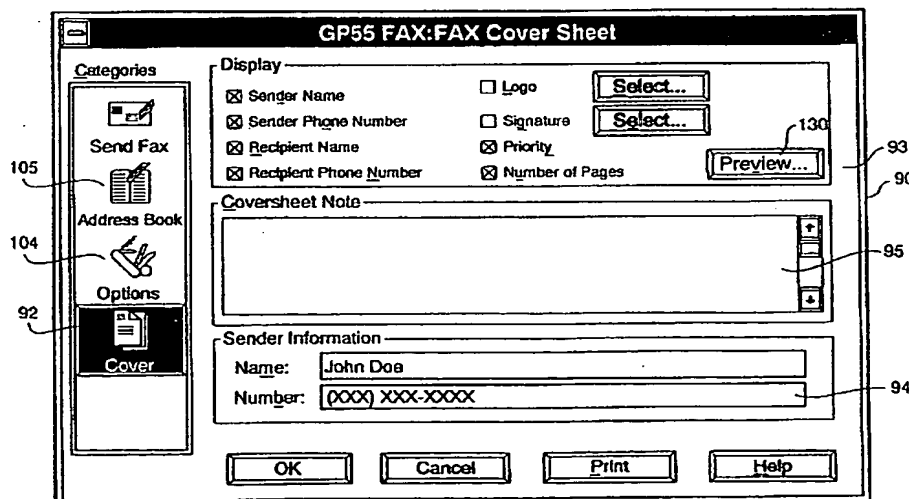 GP55 FAX:FAX Cover Sheet
Categories
Send Fax
105
Address Book
104
Options
92
Cover
Display
Sender Name
Sender Phone Number
Recipient Name
Recipient Phone Number
Logo
Select...
Signature
Select...
Priority
Number of Pages
130
Preview...
93
90
Coversheet Note
95
Sender Information
Name: John Doe
Number: (XXX) XXX-XXXX
94
OK Cancel Print Help